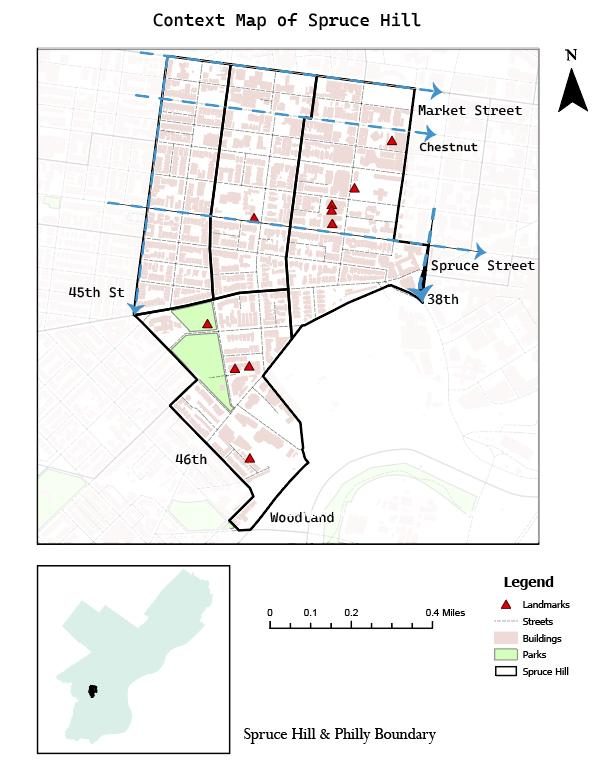 Context Map of Spruce Hill
N
Market Street
Chestnut
Spruce Street
45th St
38th
46th
Woodland
Legend
Landmarks
Streets
Buildings
Parks
Spruce Hill
0 0.1 0.2 0.4 Miles
Spruce Hill & Philly Boundary